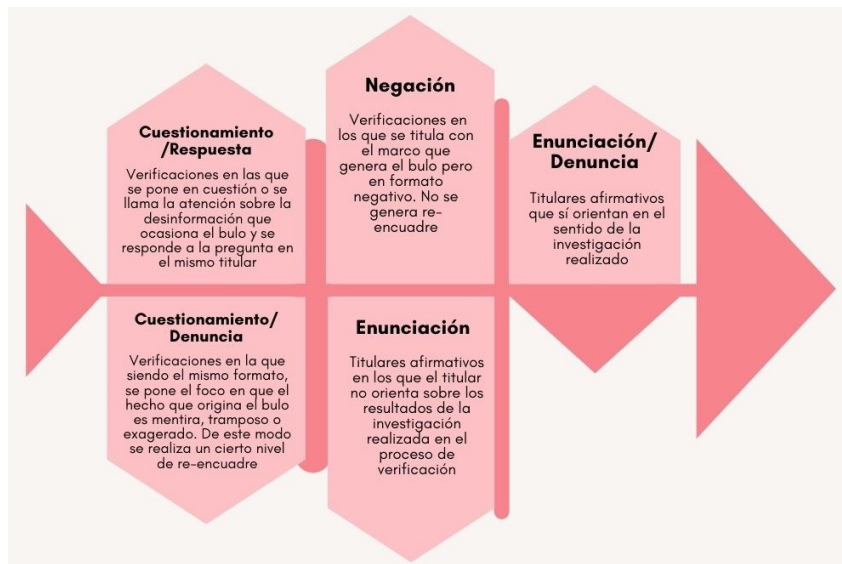 Cuestionamiento
/Respuesta
Verificaciones en las que
se pone en cuestión o se
llama la atención sobre la
desinformación que
ocasiona el bulo y se
responde a la pregunta en
el mismo titular
Cuestionamiento/
Denuncia
Verificaciones en la que
siendo el mismo formato,
se pone el foco en que el
hecho que origina el bulo
es mentira, tramposo o
exagerado. De este modo
se realiza un cierto nivel
de re-encuadre
Negación
Verificaciones en
los que se titula con
el marco que
genera el bulo pero
en formato
negativo. No se
genera re-
encuadre
Enunciación
Titulares afirmativos
en los que el titular
no orienta sobre los
resultados de la
investigación
realizada en el
proceso de
verificación
Enunciación/
Denuncia
Titulares afirmativos
que sí orientan en el
sentido de la
investigación
realizado